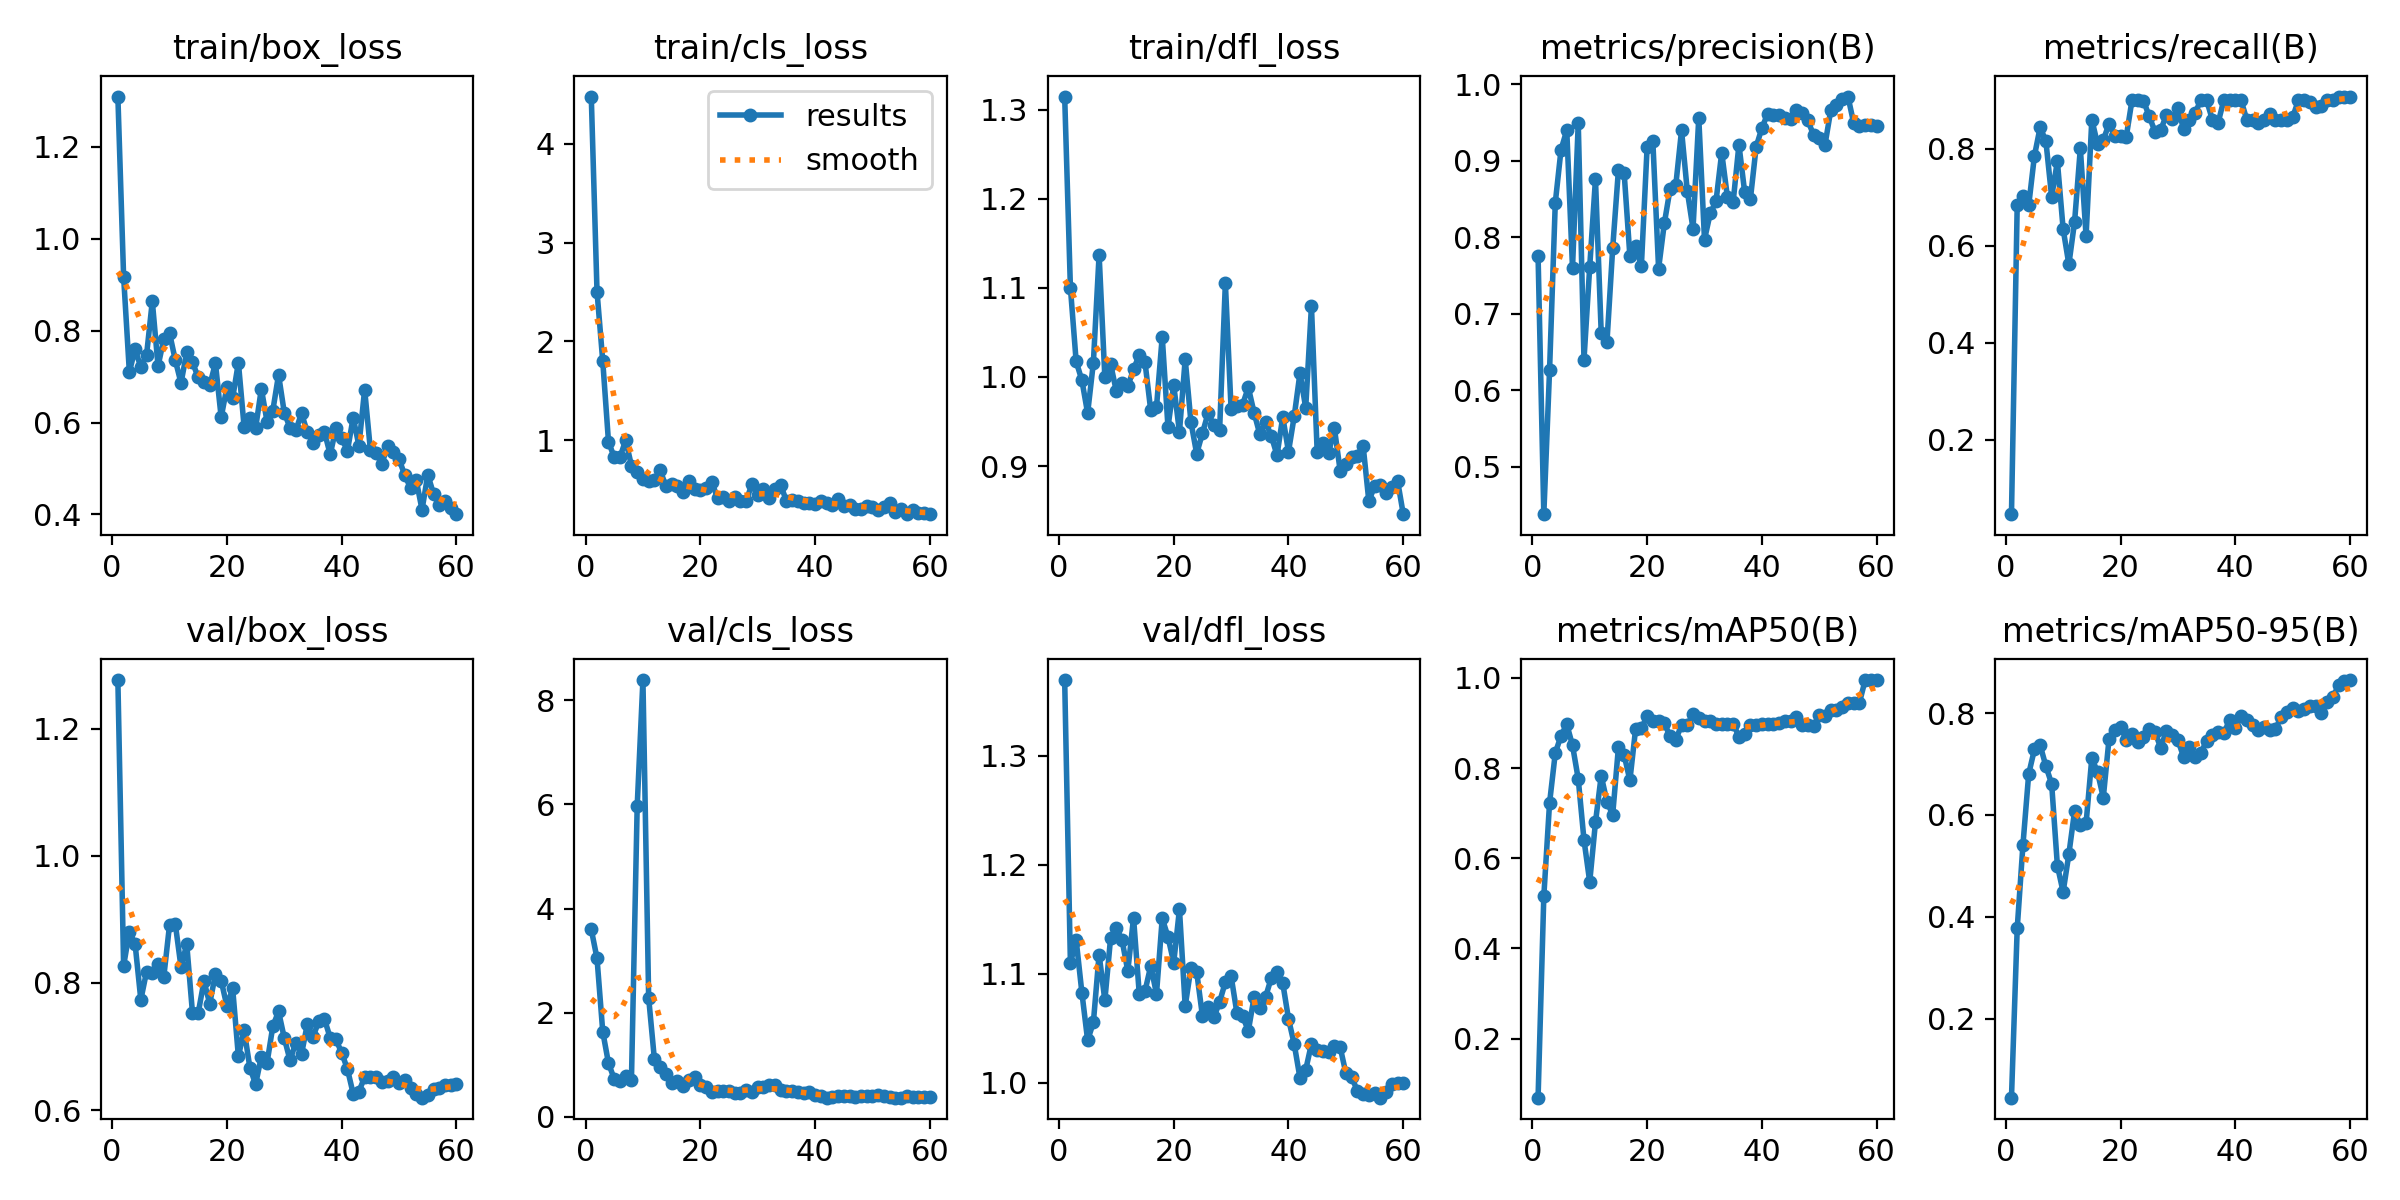 train/box_loss
1.2
1.0
0.8
0.6
0.4
0 20 40 60
train/cls_loss
results
smooth
4
3
2
1
0 20 40 60
train/dfl_loss
1.3
1.2
1.1
1.0
0.9
0 20 40 60
metrics/precision(B)
1.0
0.9
0.8
0.7
0.6
0.5
0 20 40 60
metrics/recall(B)
0.8
0.6
0.4
0.2
0 20 40 60
val/box_loss
1.2
1.0
0.8
0.6
0 20 40 60
val/cls_loss
8
6
4
2
0
0 20 40 60
val/dfl_loss
1.3
1.2
1.1
1.0
0 20 40 60
metrics/mAP50(B)
1.0
0.8
0.6
0.4
0.2
0 20 40 60
metrics/mAP50-95(B)
0.8
0.6
0.4
0.2
0 20 40 60